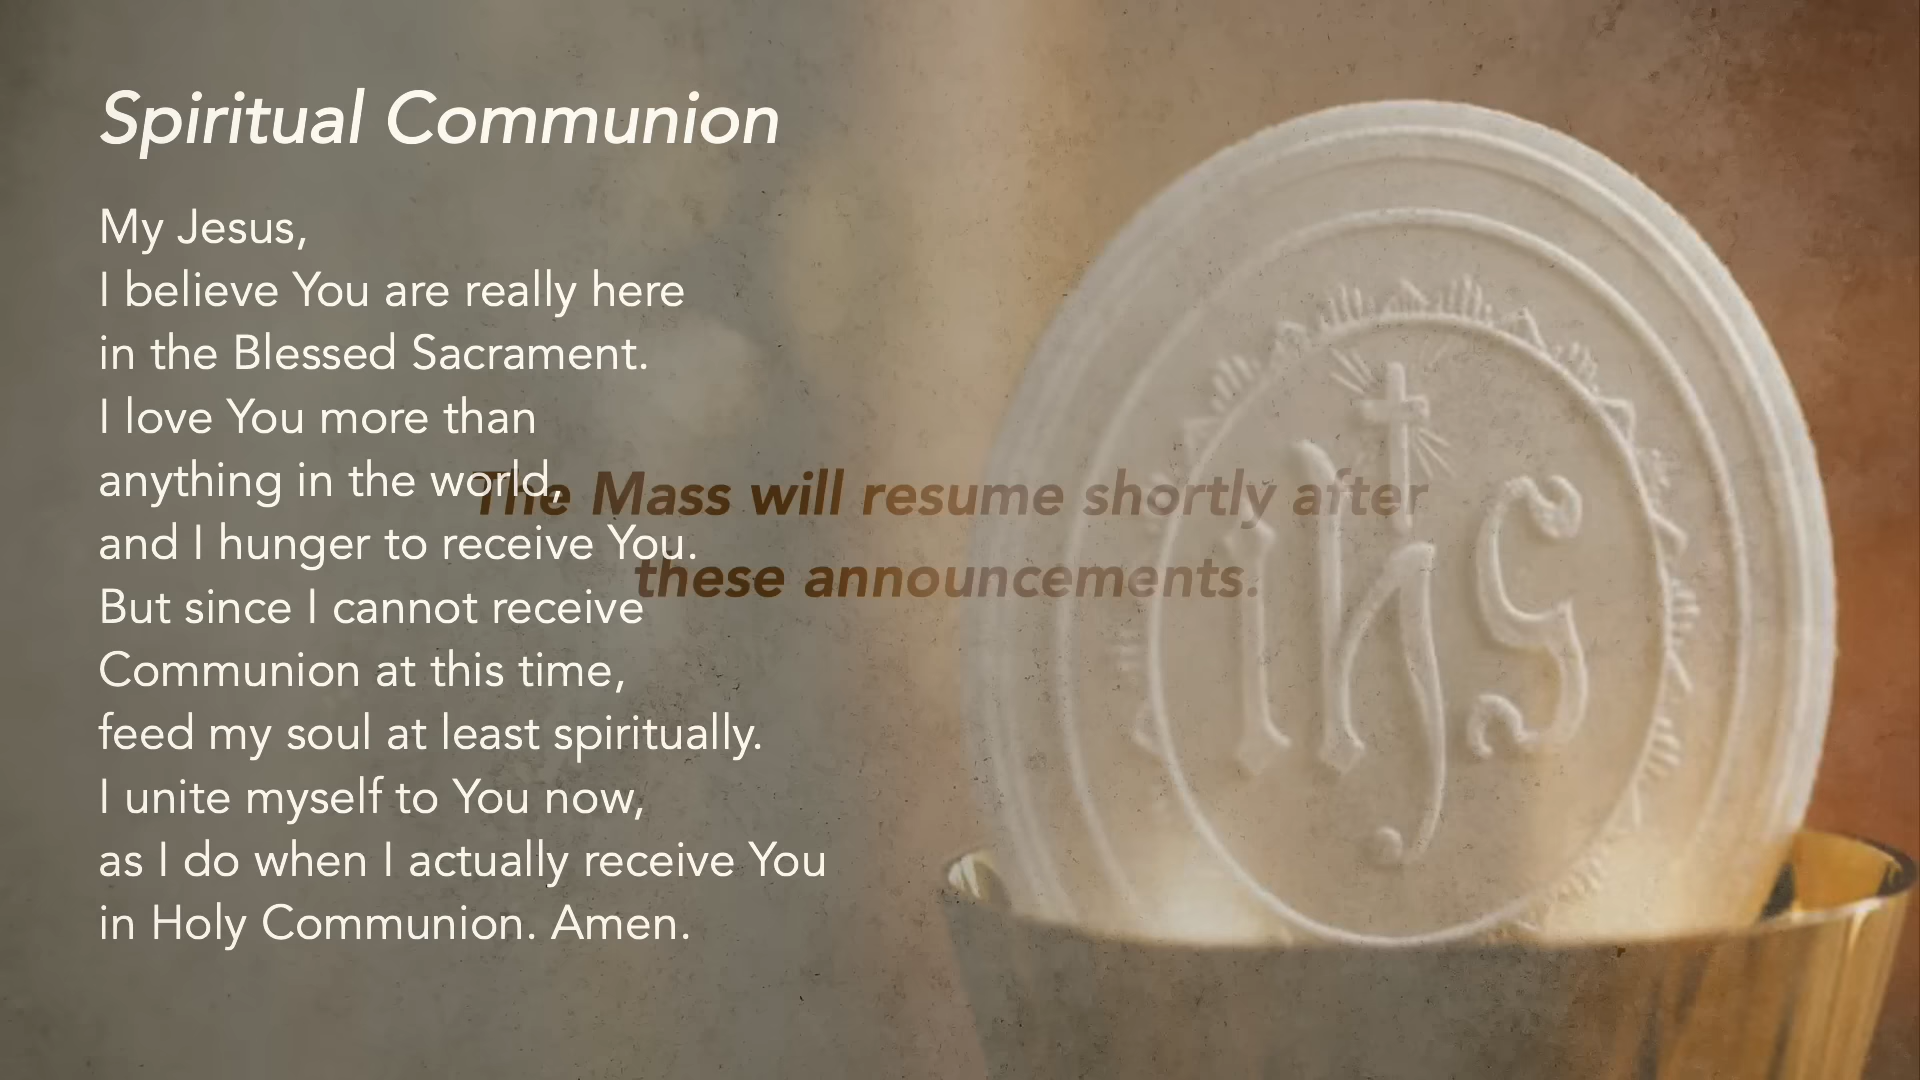 Spiritual Communion
My Jesus,
I believe You are really here
in the Blessed Sacrament.
I love You more than
anything in the world,
and I hunger to receive You.
But since I cannot receive
Communion at this time,
feed my soul at least spiritually.
I unite myself to You now,
as I do when I actually receive You
in Holy Communion. Amen.
The Mass will resume shortly after
these announcements.
ihs